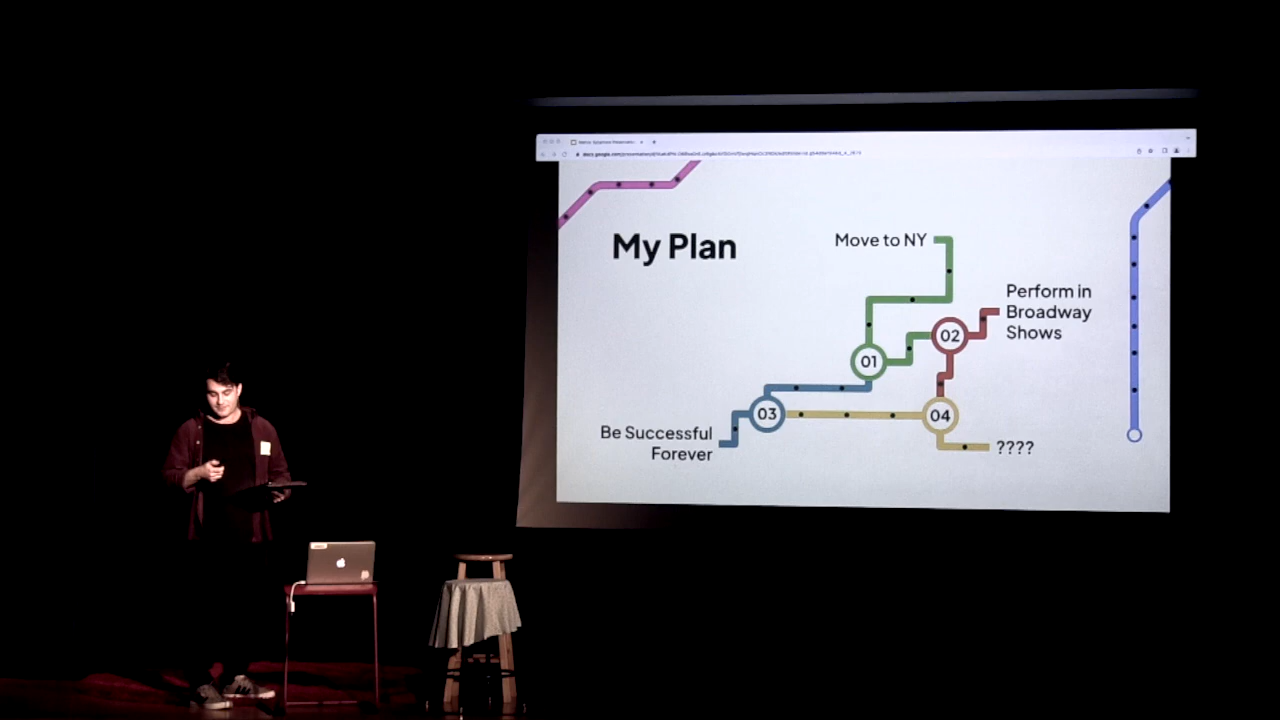 My Plan
Move to NY
Perform in
Broadway
Shows
02
01
03
04
Be Successful
Forever
????